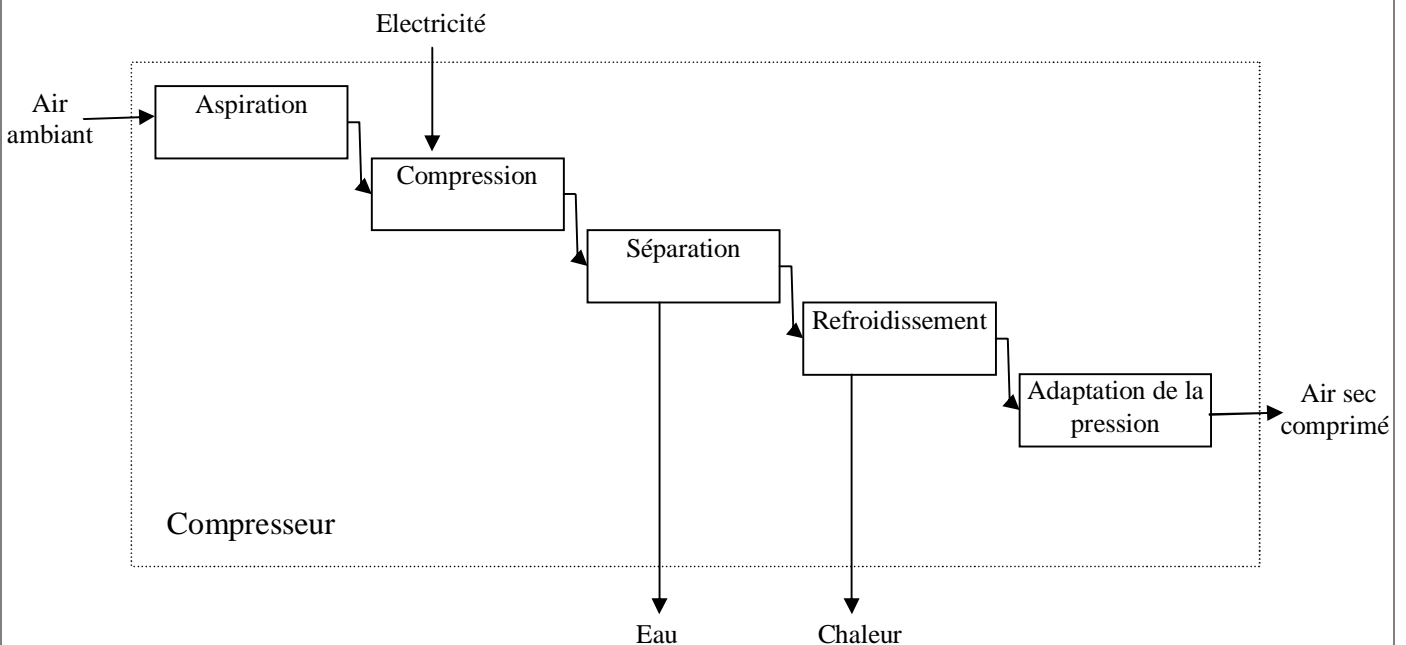 Electricité
Air
ambiant
Aspiration
Compression
Séparation
Refroidissement
Adaptation de la
pression
Air sec
comprimé
Compresseur
Eau
Chaleur